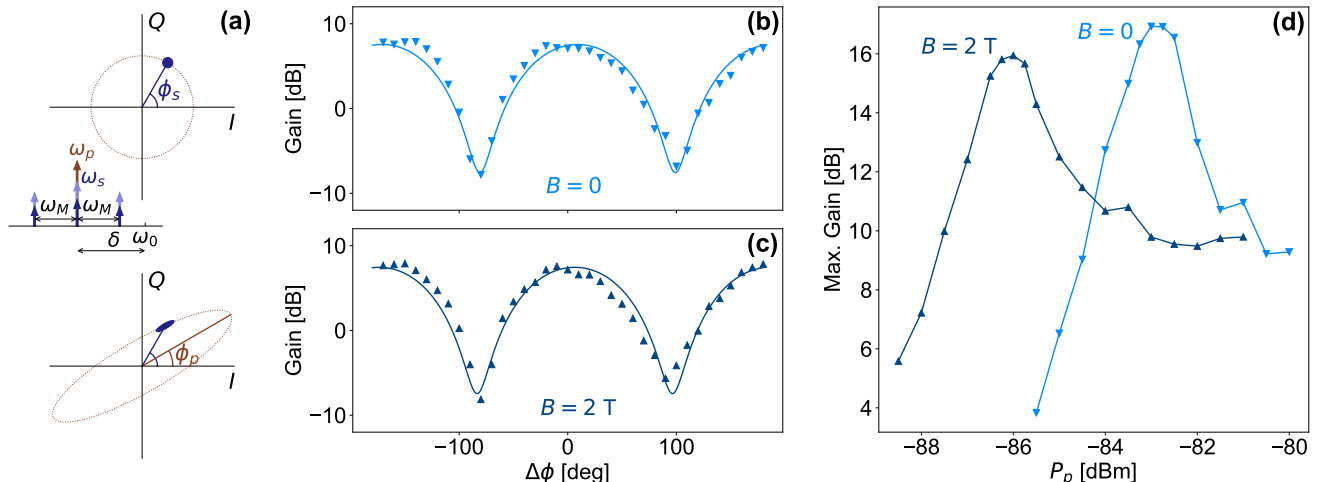 (a)
Q
ϕs
I
ωp
ωs
ωM ωM
δ ω0
Q
ϕp
I
(b)
10
0
−10
Gain [dB]
B = 0
(c)
10
0
−10
Gain [dB]
B = 2 T
−100 0 100
Δϕ [deg]
(d)
B = 2 T
B = 0
16
14
12
10
8
6
4
Max. Gain [dB]
−88 −86 −84 −82 −80
Pp [dBm]